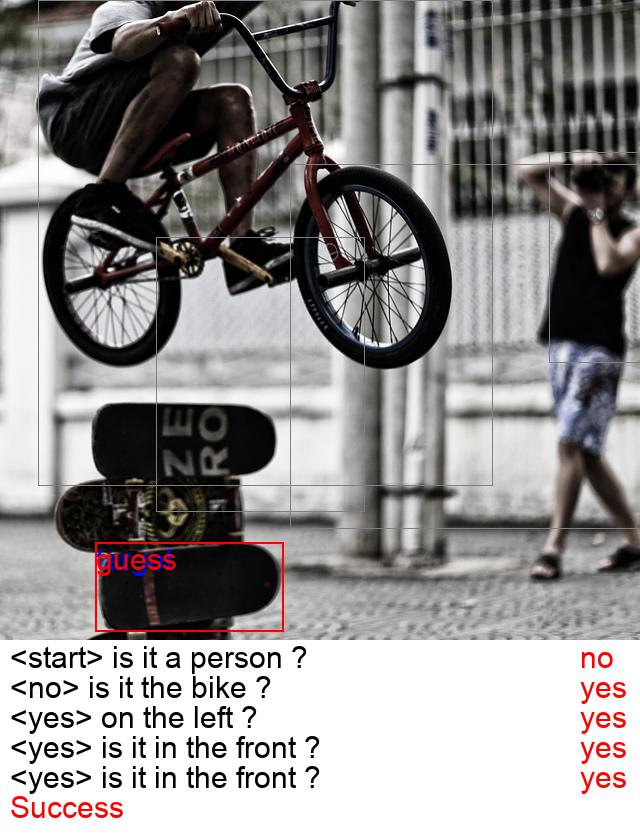 ZE
RO
guess
<start> is it a person ? no
<no> is it the bike ? yes
<yes> on the left ? yes
<yes> is it in the front ? yes
<yes> is it in the front ? yes
Success